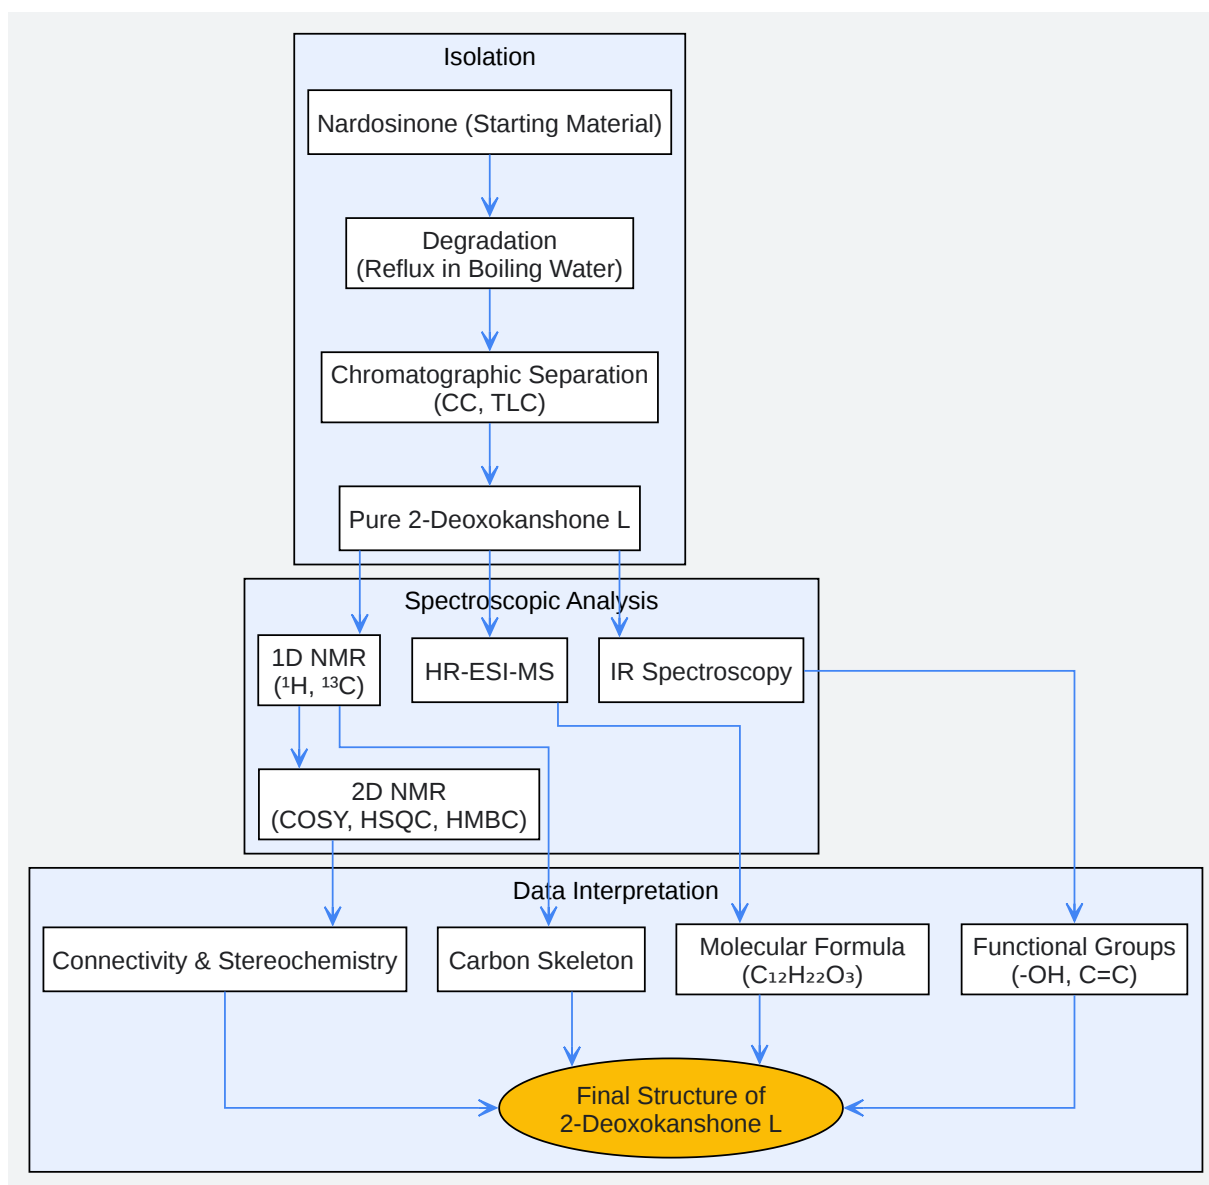 Isolation
Nardosinone (Starting Material)
Degradation
(Reflux in Boiling Water)
Chromatographic Separation
(CC, TLC)
Pure 2-Deoxokanshone L
Spectroscopic Analysis
1D NMR
(¹H, ¹³C)
HR-ESI-MS
IR Spectroscopy
2D NMR
(COSY, HSQC, HMBC)
Data Interpretation
Connectivity & Stereochemistry
Carbon Skeleton
Molecular Formula
(C₁₂H₂₂O₃)
Functional Groups
(-OH, C=C)
Final Structure of
2-Deoxokanshone L